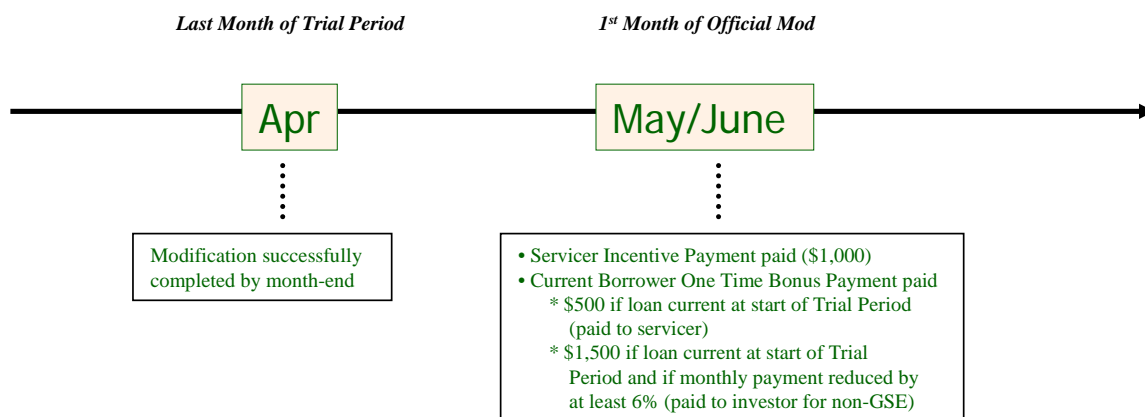 Last Month of Trial Period
1st Month of Official Mod
Apr
May/June
Modification successfully
completed by month-end
• Servicer Incentive Payment paid ($1,000)
• Current Borrower One Time Bonus Payment paid
* $500 if loan current at start of Trial Period
(paid to servicer)
* $1,500 if loan current at start of Trial
Period and if monthly payment reduced by
at least 6% (paid to investor for non-GSE)